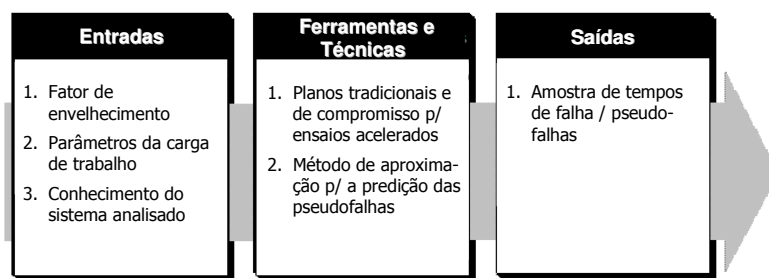 Entradas
1. Fator de
envelhecimento
2. Parâmetros da carga
de trabalho
3. Conhecimento do
sistema analisado
Ferramentas e
Técnicas
1. Planos tradicionais e
de compromisso p/
ensaios acelerados
2. Método de aproxima-
ção p/ a predição das
pseudofalhas
Saídas
1. Amostra de tempos
de falha / pseudo-
falhas